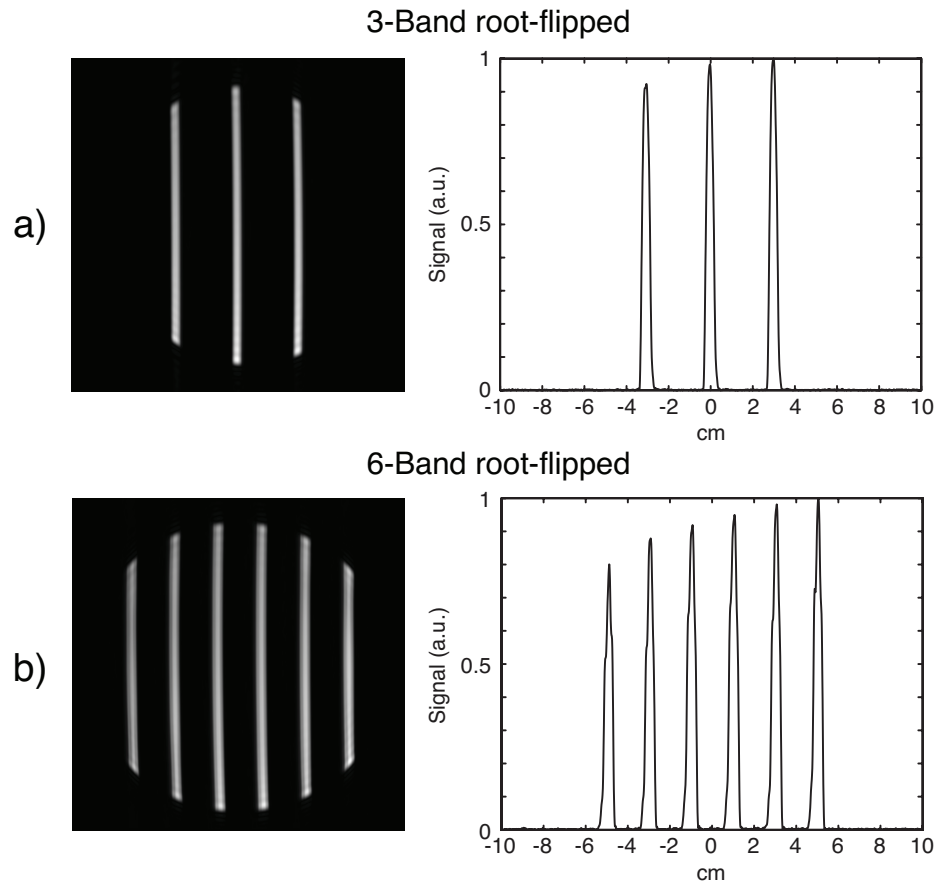 3-Band root-flipped
a)
Signal (a.u.)
1
0.5
0
-10 -8 -6 -4 -2 0 2 4 6 8 10
cm
6-Band root-flipped
b)
Signal (a.u.)
1
0.5
0
-10 -8 -6 -4 -2 0 2 4 6 8 10
cm